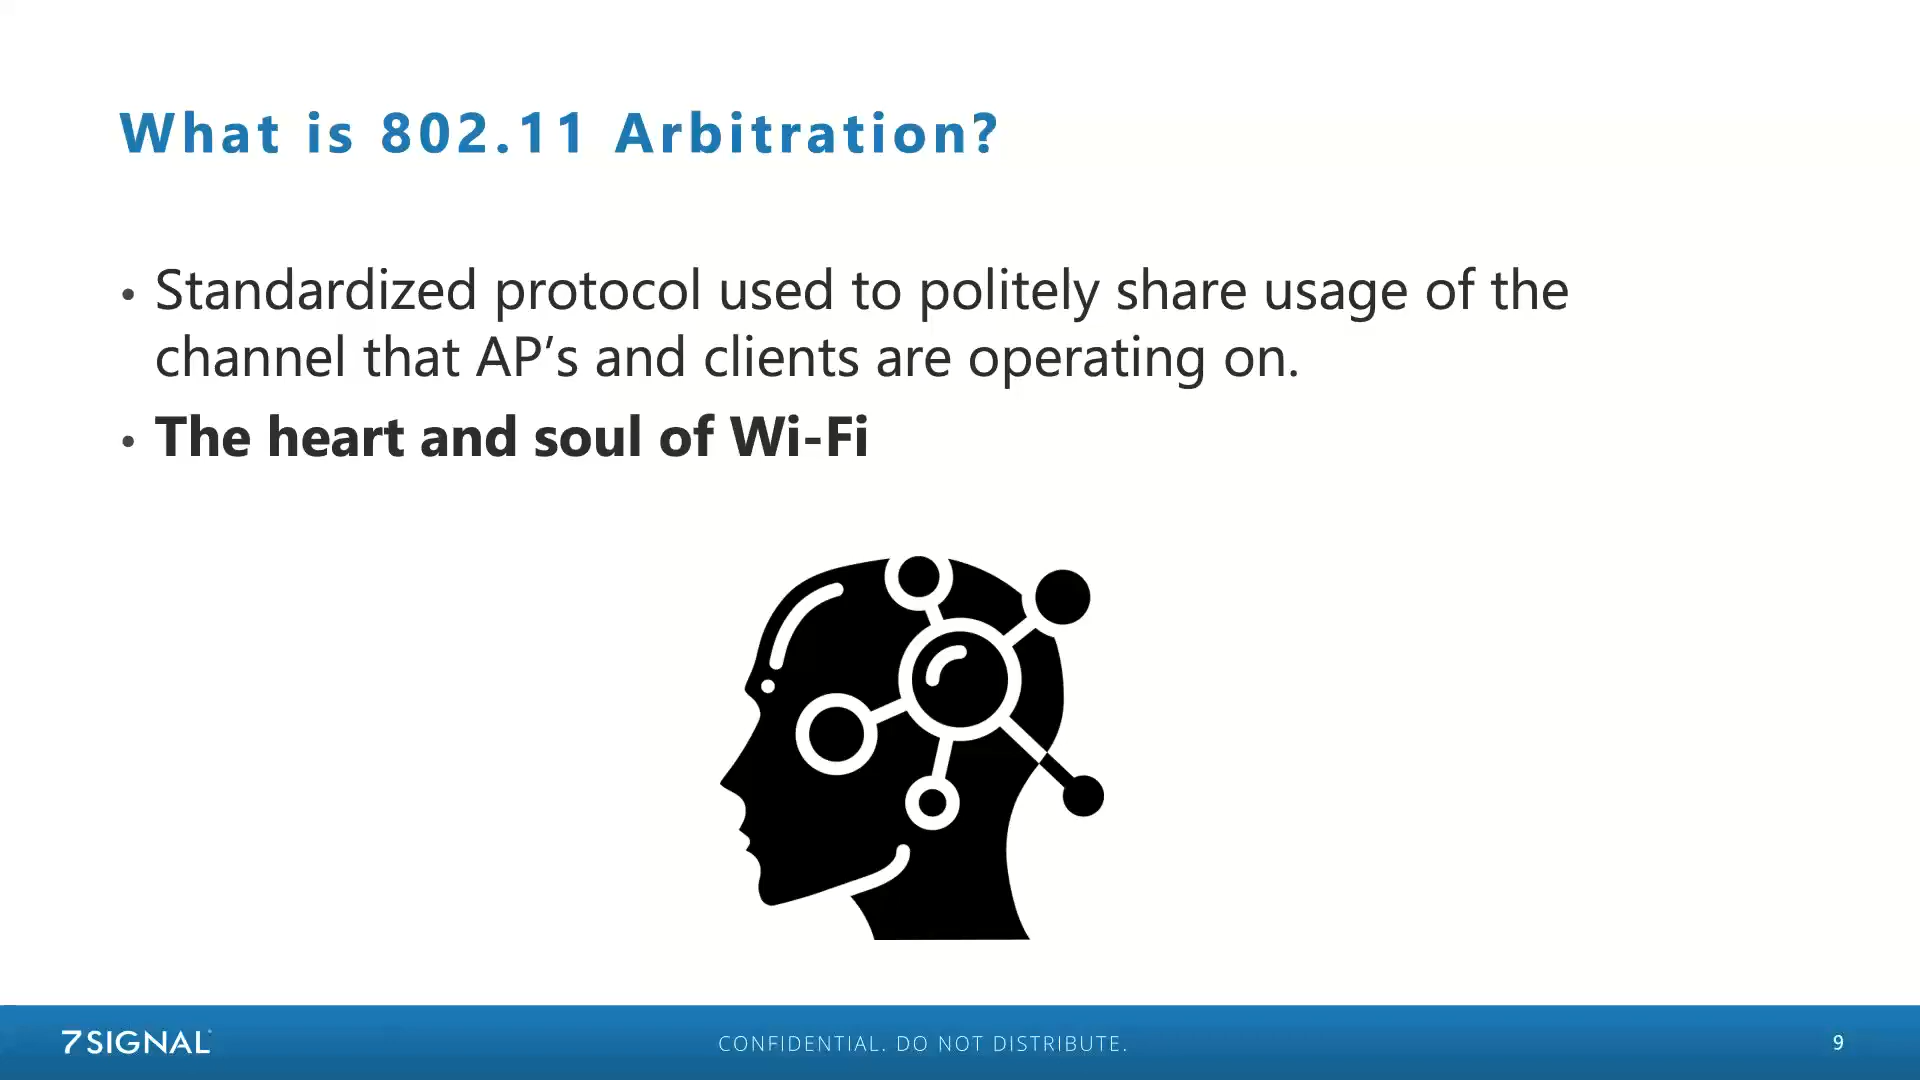 What is 802.11 Arbitration?
• Standardized protocol used to politely share usage of the
channel that AP’s and clients are operating on.
• The heart and soul of Wi-Fi
7SIGNAL
CONFIDENTIAL. DO NOT DISTRIBUTE.
9